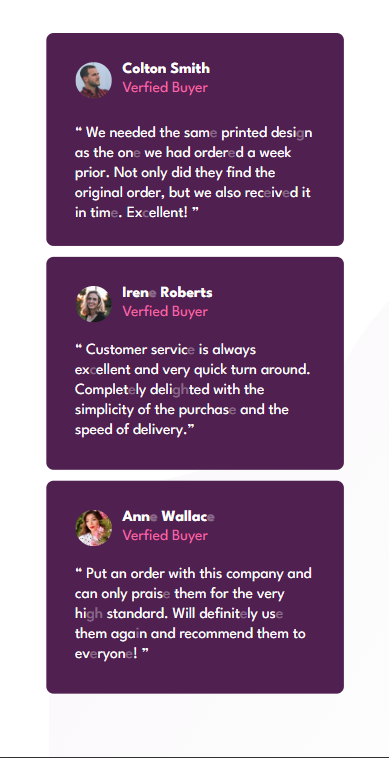 Colton Smith
Verfied Buyer
“ We needed the same printed design
as the one we had ordered a week
prior. Not only did they find the
original order, but we also received it
in time. Excellent! ”
Irene Roberts
Verfied Buyer
“ Customer service is always
excellent and very quick turn around.
Completely delighted with the
simplicity of the purchase and the
speed of delivery.”
Anne Wallace
Verfied Buyer
“ Put an order with this company and
can only praise them for the very
high standard. Will definitely use
them again and recommend them to
everyone! ”